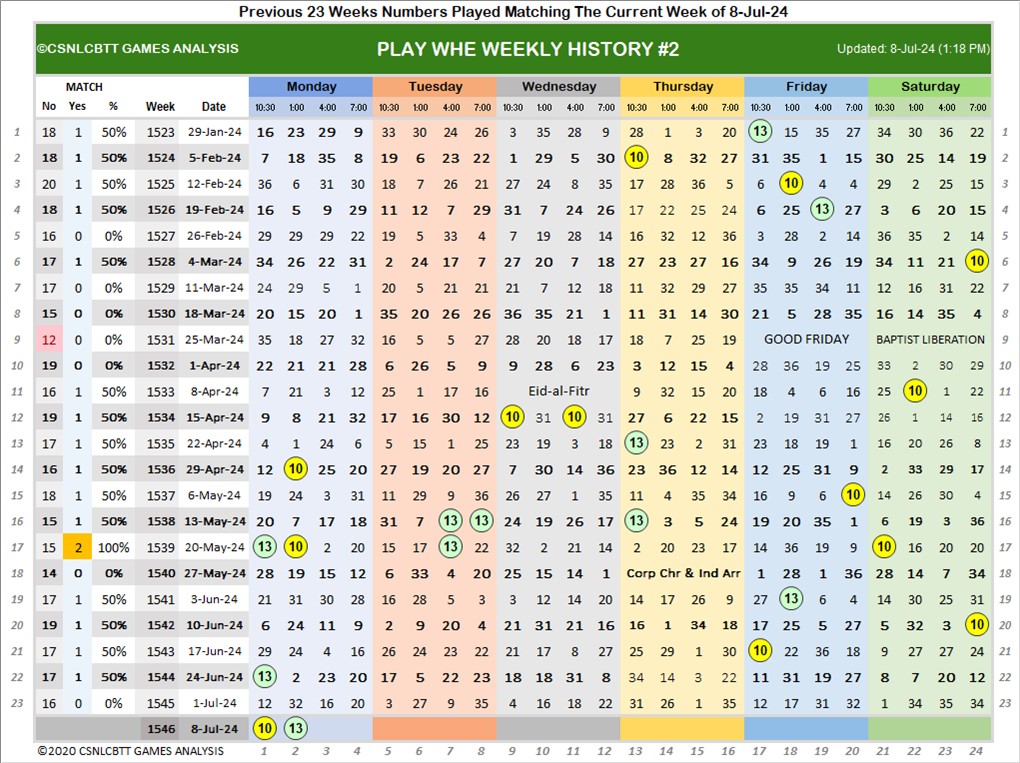 Previous 23 Weeks Numbers Played Matching The Current Week of 8-Jul-24
©CSNLCBTT GAMES ANALYSIS PLAY WHE WEEKLY HISTORY #2 Updated: 8-Jul-24 (1:18 PM)
MATCH Monday Tuesday Wednesday Thursday Friday Saturday
No Yes % Week Date 10:30 1:00 4:00 7:00 10:30 1:00 4:00 7:00 10:30 1:00 4:00 7:00 10:30 1:00 4:00 7:00 10:30 1:00 4:00 7:00 10:30 1:00 4:00 7:00
1 18 1 50% 1523 29-Jan-24 16 23 29 9 33 30 24 26 3 35 28 9 28 1 3 20 13 15 35 27 34 30 36 22 1
2 18 1 50% 1524 5-Feb-24 7 18 35 8 19 6 23 22 1 29 5 30 10 8 32 27 31 35 1 15 30 25 14 19 2
3 20 1 50% 1525 12-Feb-24 36 6 31 30 18 7 26 21 27 24 8 35 17 28 36 5 6 10 4 4 29 2 25 15 3
4 18 1 50% 1526 19-Feb-24 16 5 9 29 11 12 7 29 31 7 24 26 17 22 25 24 6 25 13 27 3 6 20 15 4
5 16 0 0% 1527 26-Feb-24 29 29 29 22 19 5 33 4 7 19 28 14 16 32 12 36 3 28 2 14 36 35 2 14 5
6 17 1 50% 1528 4-Mar-24 34 26 22 31 2 24 17 7 27 20 7 18 27 23 27 16 34 9 26 19 34 11 21 10 6
7 17 0 0% 1529 11-Mar-24 24 29 5 1 20 5 21 21 21 7 12 18 11 32 29 27 35 35 34 11 12 16 31 22 7
8 15 0 0% 1530 18-Mar-24 20 15 20 1 35 20 26 26 36 35 21 1 11 31 14 30 21 5 28 35 16 14 35 4 8
9 12 0 0% 1531 25-Mar-24 35 18 27 32 16 5 5 27 28 20 18 17 18 7 25 19 GOOD FRIDAY BAPTIST LIBERATION 9
10 19 0 0% 1532 1-Apr-24 22 21 21 28 6 26 5 9 9 28 6 23 3 12 15 4 28 36 19 25 33 2 30 29 10
11 16 1 50% 1533 8-Apr-24 7 21 3 12 25 1 17 16 Eid-al-Fitr 9 32 15 20 18 11 31 16 25 10 1 22 11
12 19 1 50% 1534 15-Apr-24 9 8 21 32 17 16 30 12 10 31 10 31 27 6 22 15 2 19 31 27 26 1 14 16 12
13 17 1 50% 1535 22-Apr-24 4 1 24 6 5 15 1 25 23 19 3 18 13 23 2 31 23 18 19 1 16 20 26 8 13
14 16 1 50% 1536 29-Apr-24 12 10 25 20 27 19 20 27 7 30 14 36 23 36 12 14 12 25 31 9 2 33 29 17 14
15 18 1 50% 1537 6-May-24 19 24 3 31 11 29 9 36 26 27 1 35 11 4 35 34 16 9 6 10 14 26 30 4 15
16 15 1 50% 1538 13-May-24 20 7 17 18 31 7 13 13 24 19 26 17 13 3 5 24 19 20 35 1 6 19 3 36 16
17 15 2 100% 1539 20-May-24 13 10 2 20 15 17 13 22 32 2 21 14 2 20 23 17 14 36 19 9 10 16 20 20 17
18 14 0 0% 1540 27-May-24 28 19 15 12 6 33 4 20 25 15 14 1 Corp Chr & Ind Arr 1 28 1 36 28 14 7 34 18
19 17 1 50% 1541 3-Jun-24 21 31 30 28 16 28 5 3 3 12 14 20 14 17 26 9 27 13 6 4 14 30 25 31 19
20 19 1 50% 1542 10-Jun-24 6 24 11 9 2 9 20 4 21 31 21 16 16 1 34 18 17 25 5 27 5 32 3 10 20
21 17 1 50% 1543 17-Jun-24 29 24 4 16 26 24 23 22 21 17 8 27 25 29 1 30 10 22 36 18 9 27 27 24 21
22 17 1 50% 1544 24-Jun-24 13 2 23 20 17 5 22 23 18 18 31 8 34 14 3 22 11 31 19 27 8 7 20 12 22
23 16 0 0% 1545 1-Jul-24 12 32 16 20 3 27 9 35 4 16 18 22 31 26 1 35 12 17 31 32 1 34 35 34 23
1546 8-Jul-24 10 13
©2020 CSNLCBTT GAMES ANALYSIS 1 2 3 4 5 6 7 8 9 10 11 12 13 14 15 16 17 18 19 20 21 22 23 24